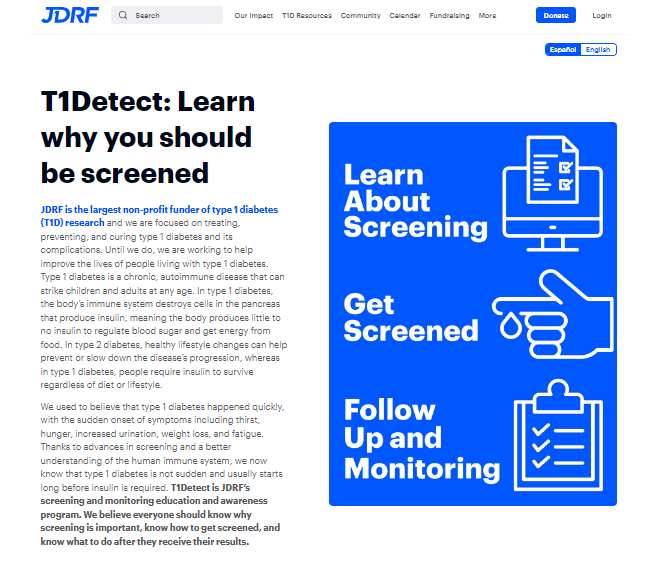 JDRF
Search
Our Impact T1D Resources Community Calendar Fundraising More
Donate
Login
Español English
T1Detect: Learn
why you should
be screened
JDRF is the largest non-profit funder of type 1 diabetes
(T1D) research and we are focused on treating,
preventing, and curing type 1 diabetes and its
complications. Until we do, we are working to help
improve the lives of people living with type 1 diabetes.
Type 1 diabetes is a chronic, autoimmune disease that can
strike children and adults at any age. In type 1 diabetes,
the body's immune system destroys cells in the pancreas
that produce insulin, meaning the body produces little to
no insulin to regulate blood sugar and get energy from
food. In type 2 diabetes, healthy lifestyle changes can help
prevent or slow down the disease's progression, whereas
in type 1 diabetes, people require insulin to survive
regardless of diet or lifestyle.
We used to believe that type 1 diabetes happened quickly,
with the sudden onset of symptoms including thirst,
hunger, increased urination, weight loss, and fatigue.
Thanks to advances in screening and a better
understanding of the human immune system, we now
know that type 1 diabetes is not sudden and usually starts
long before insulin is required. T1Detect is JDRF's
screening and monitoring education and awareness
program. We believe everyone should know why
screening is important, know how to get screened, and
know what to do after they receive their results.
Learn
About
Screening
Get
Screened
Follow
Up and
Monitoring